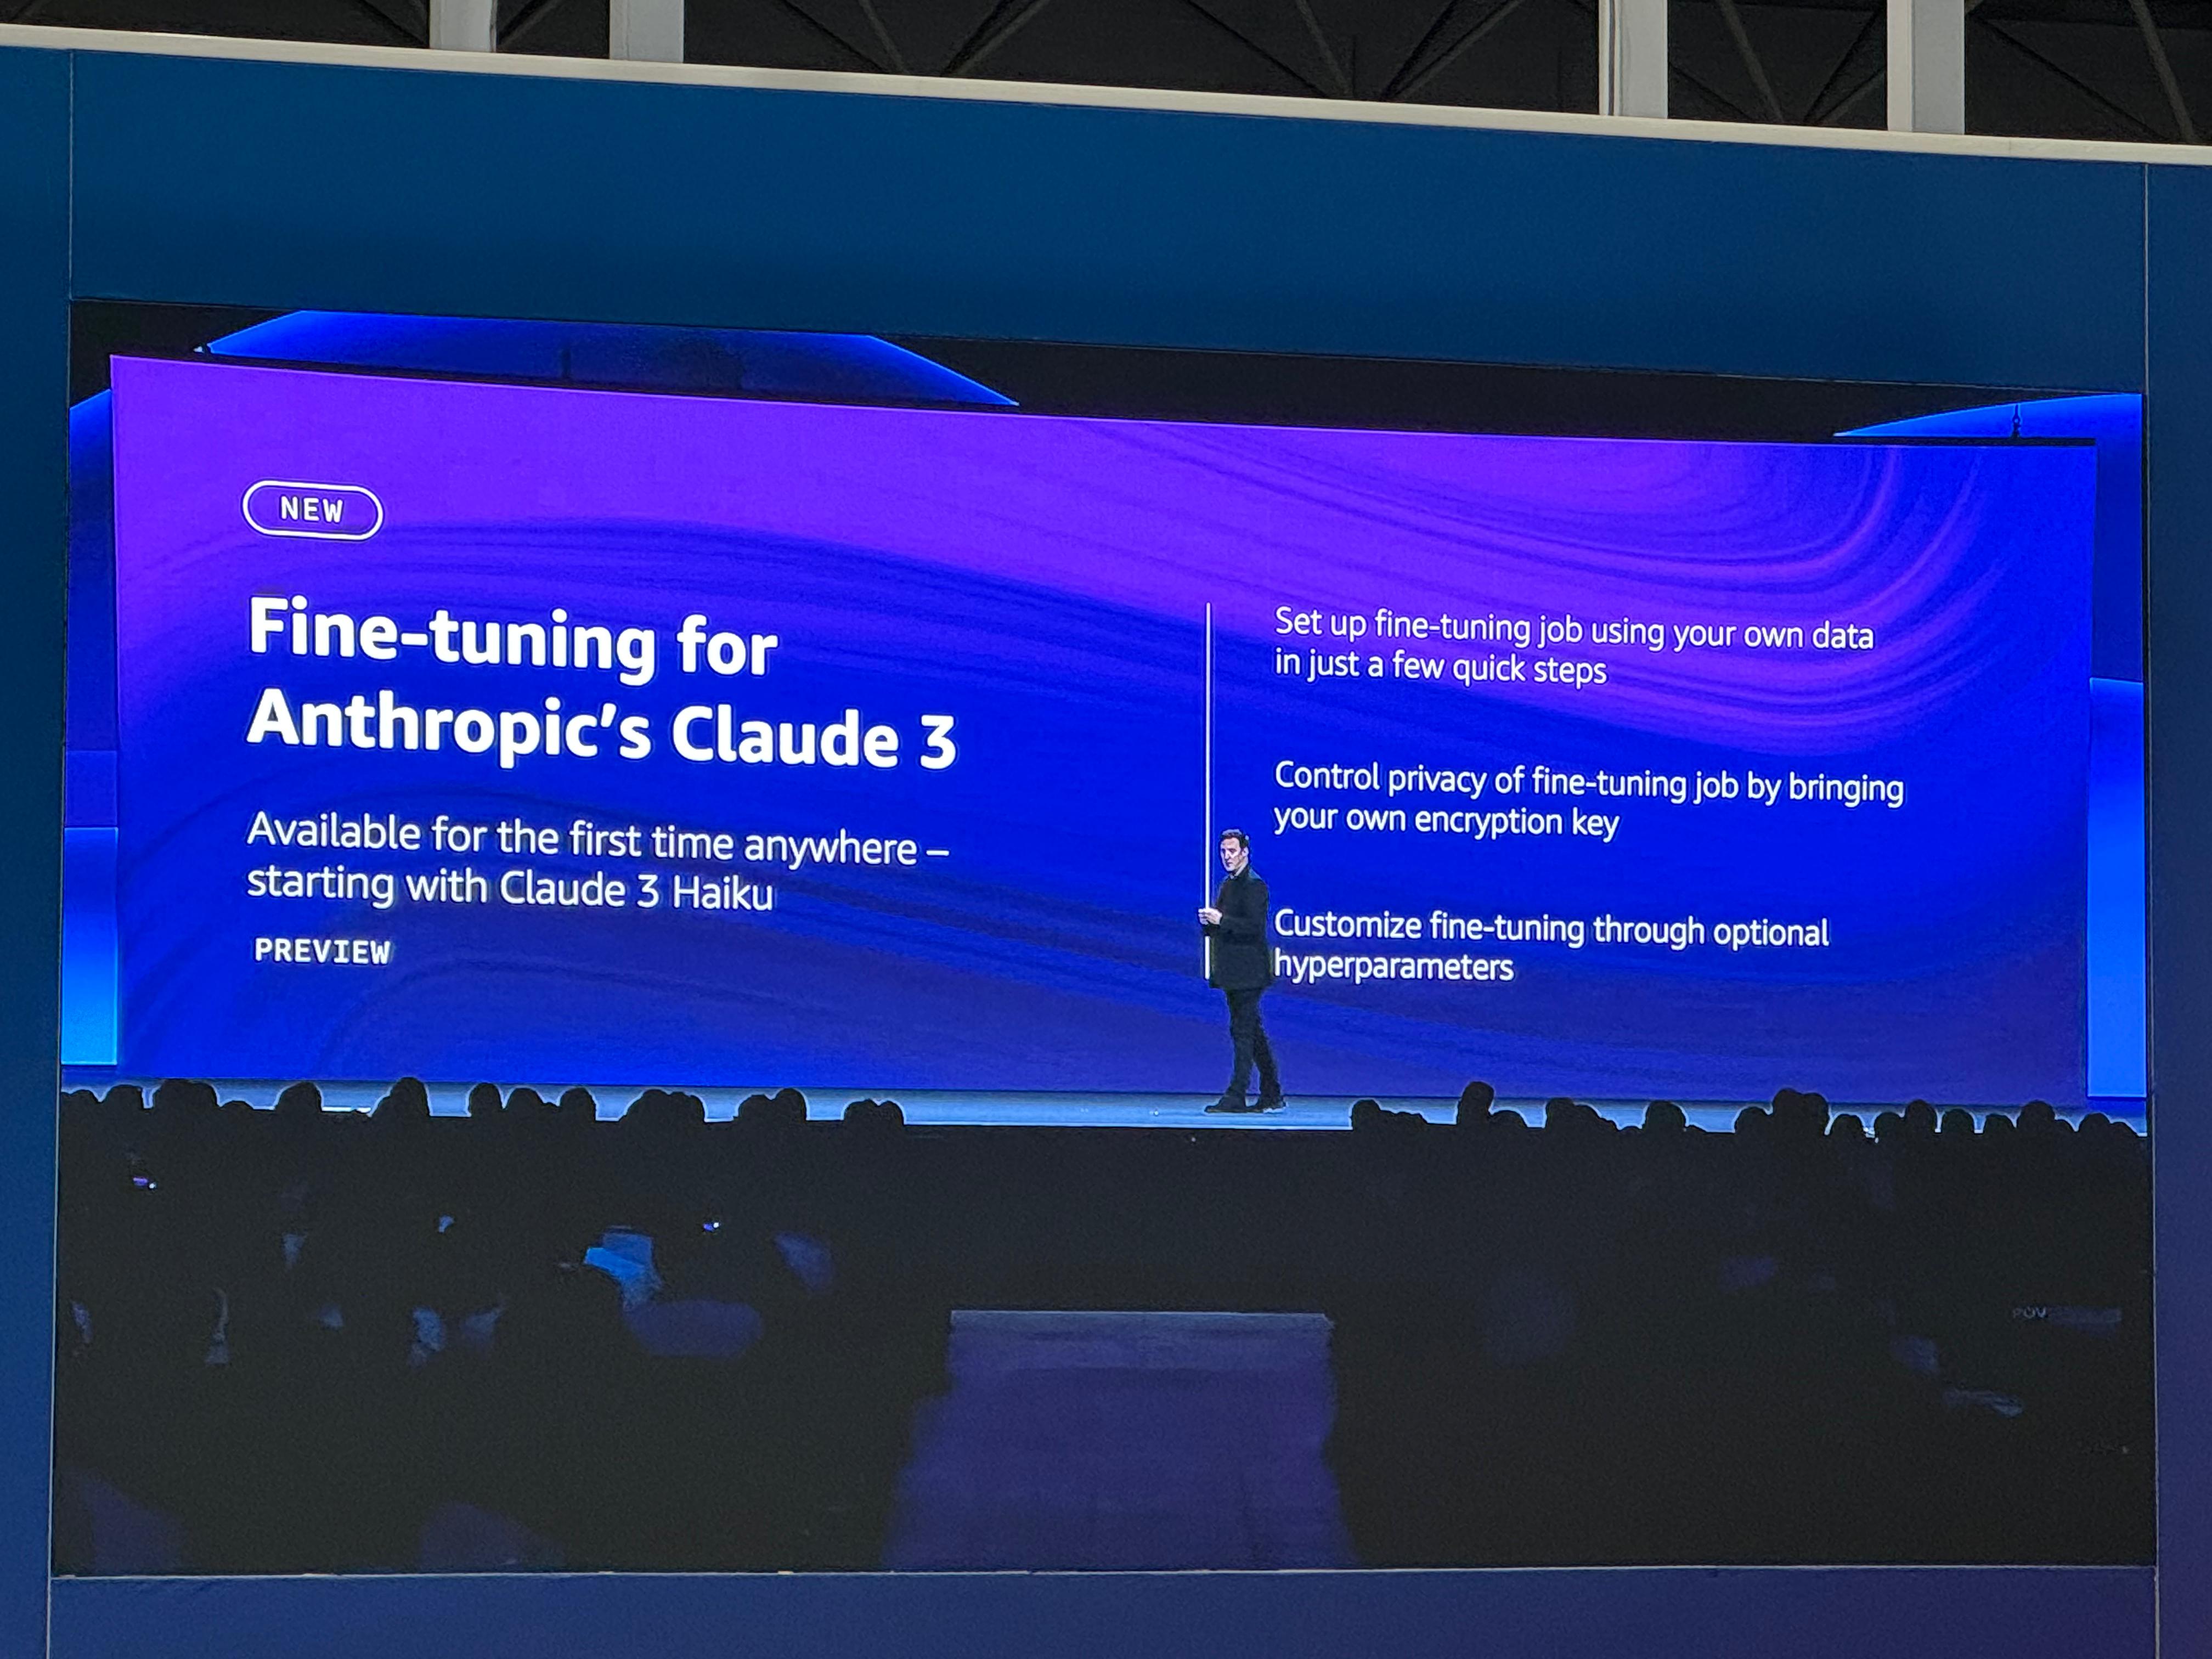 NEW
Fine-tuning for
Anthropic’s Claude 3
Available for the first time anywhere –
starting with Claude 3 Haiku
PREVIEW
Set up fine-tuning job using your own data
in just a few quick steps
Control privacy of fine-tuning job by bringing
your own encryption key
Customize fine-tuning through optional
hyperparameters